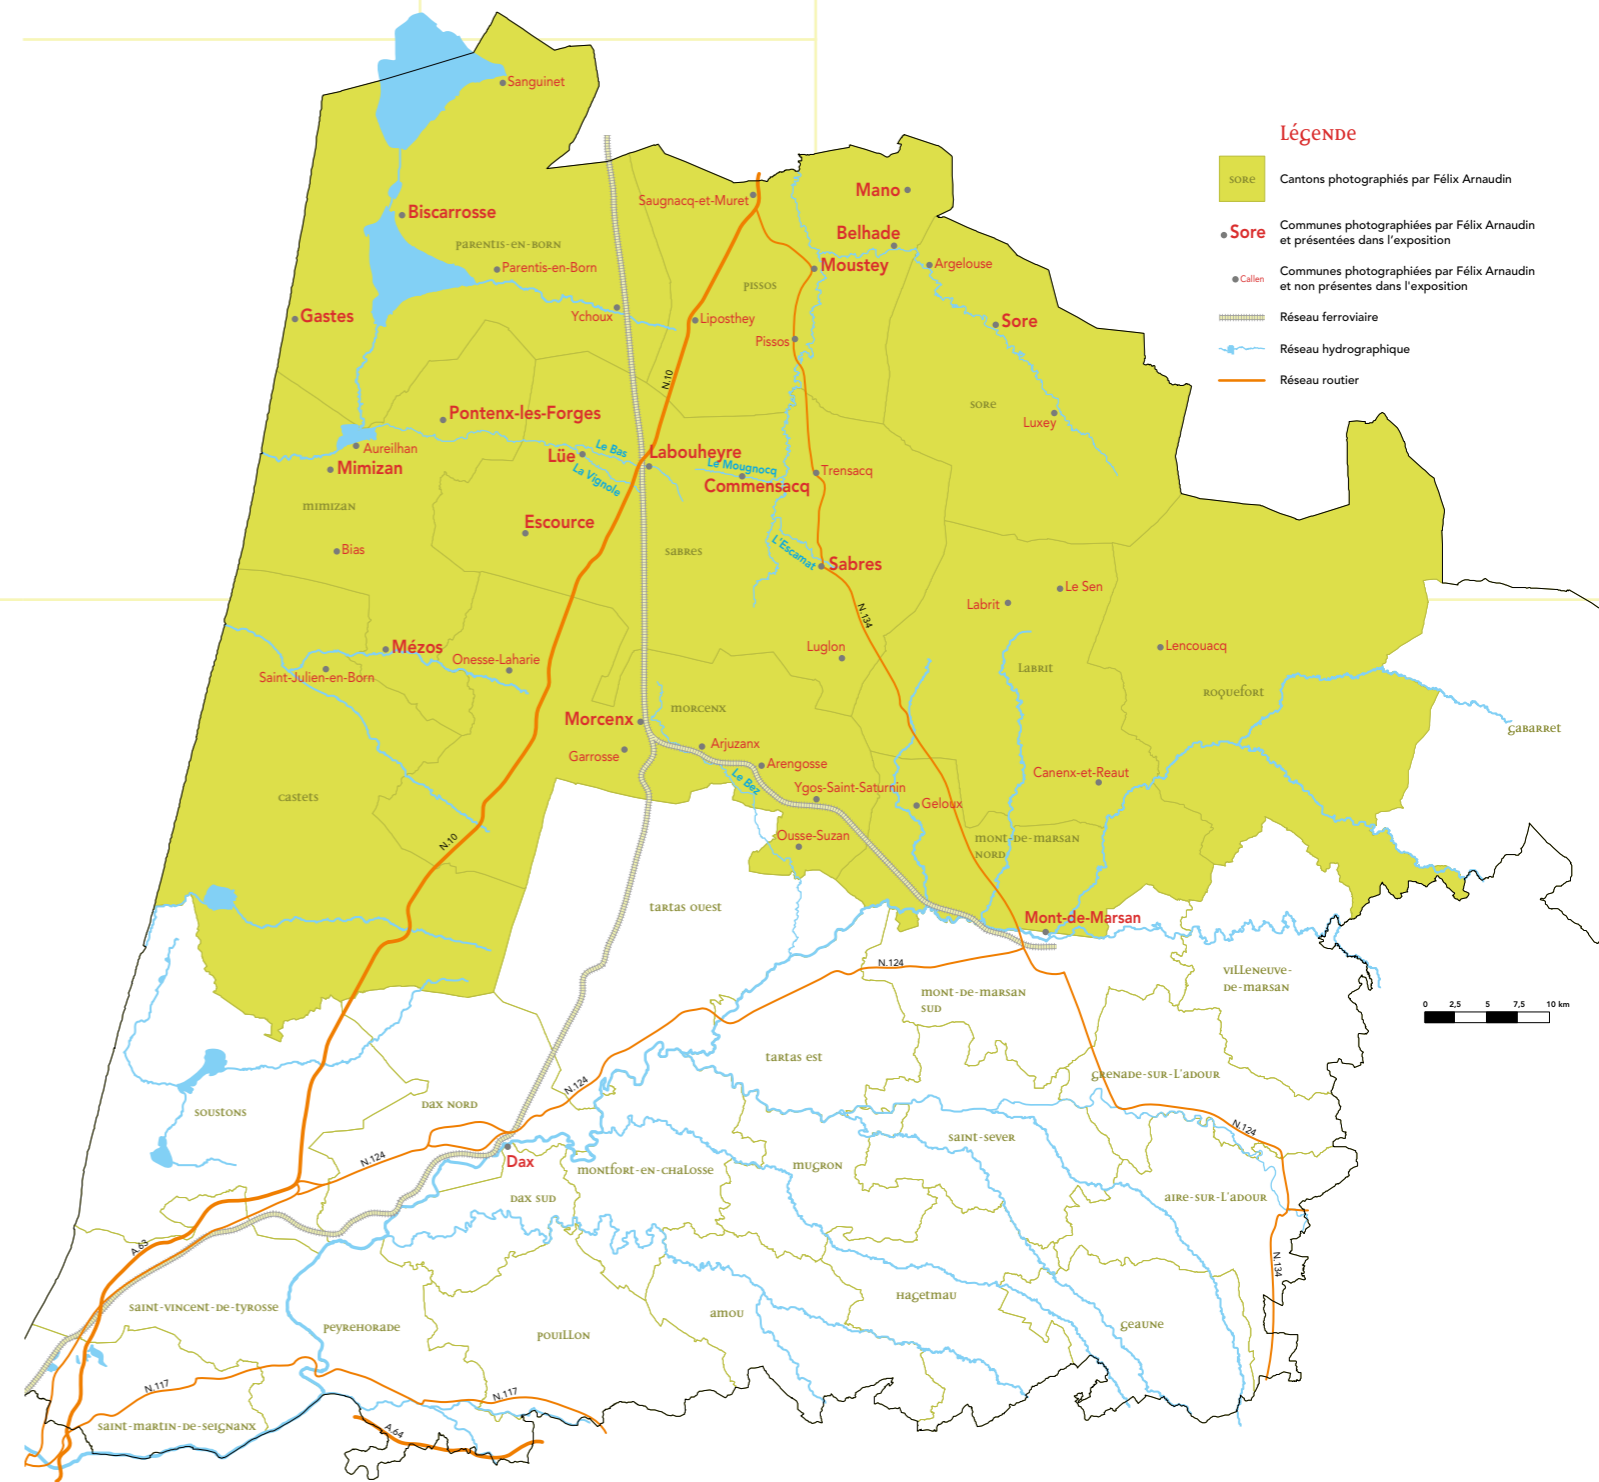 Légende
sore
Cantons photographiés par Félix Arnaudin
Sore
Communes photographiées par Félix Arnaudin
et présentées dans l'exposition
Callen
Communes photographiées par Félix Arnaudin
et non présentes dans l'exposition
Réseau ferroviaire
Réseau hydrographique
Réseau routier
Sanguinet
Biscarrosse
parentis-en-born
Parentis-en-Born
Gastes
Ychoux
Saugnacq-et-Muret
Mano
Belhade
Moustey
Argelouse
pissos
Liposthey
Pissos
Sore
N.10
sore
Luxey
Pontenx-les-Forges
Aureilhan
Mimizan
Lüe
Le Bas
La Vignole
Labouheyre
Le Mougnocq
Commensacq
Trensacq
mimizan
Escource
Bias
sabres
L'Escamat
Sabres
N.134
Le Sen
Labrit
Luglon
Lencouacq
labrit
roquefort
gabarret
Mézos
Onesse-Laharie
Saint-Julien-en-Born
Morcenx
morcenx
Garrosse
Arjuzanx
Arengosse
Le Bez
Ygos-Saint-Saturnin
Geloux
Canenx-et-Reaut
castets
N.10
Ousse-Suzan
mont-de-marsan
nord
tartas ouest
Mont-de-Marsan
N.124
mont-de-marsan
sud
villeneuve-
de-marsan
0 2,5 5 7,5 10 km
tartas est
grenade-sur-l'adour
N.124
soustons
dax nord
N.124
N.124
Dax
montfort-en-chalosse
mugron
saint-sever
dax sud
aire-sur-l'adour
A.63
N.134
saint-vincent-de-tyrosse
peyrehorade
pouillon
amou
hagetmau
geaune
N.117
N.117
saint-martin-de-seignanx
A.64